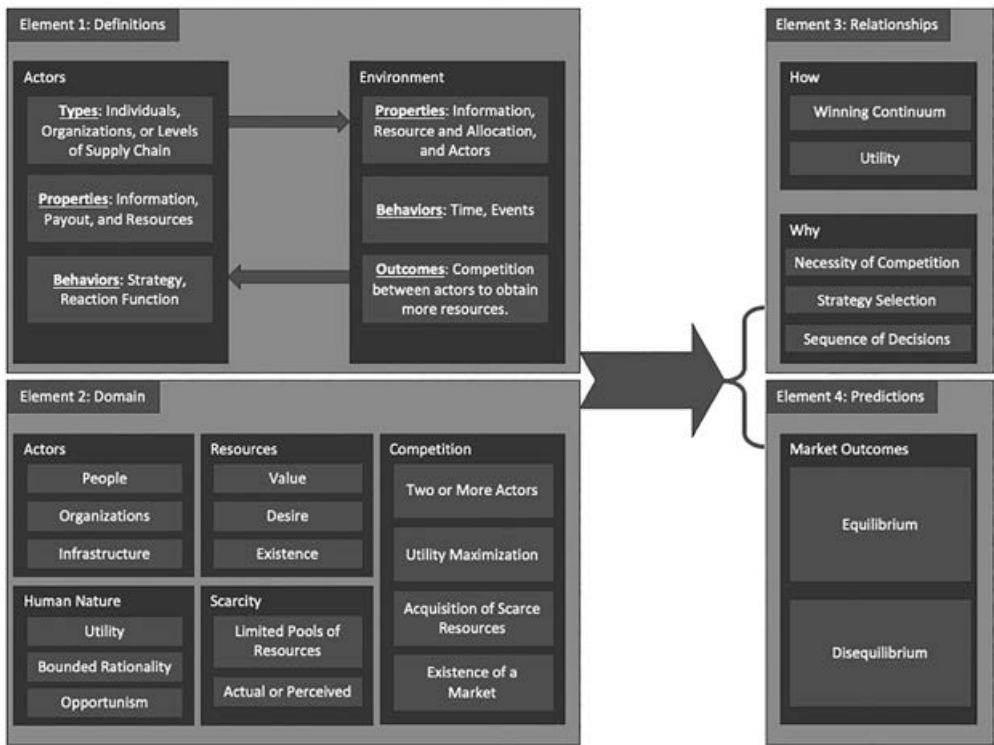 Element 1: Definitions
Actors
Types: Individuals,
Organizations, or Levels
of Supply Chain
Properties: Information,
Payout, and Resources
Behaviors: Strategy,
Reaction Function
Environment
Properties: Information,
Resource and Allocation,
and Actors
Behaviors: Time, Events
Outcomes: Competition
between actors to obtain
more resources.
Element 2: Domain
Actors
People
Organizations
Infrastructure
Resources
Value
Desire
Existence
Competition
Two or More Actors
Utility Maximization
Acquisition of Scarce
Resources
Existence of a
Market
Human Nature
Utility
Bounded Rationality
Opportunism
Scarcity
Limited Pools of
Resources
Actual or Perceived
Element 3: Relationships
How
Winning Continuum
Utility
Why
Necessity of Competition
Strategy Selection
Sequence of Decisions
Element 4: Predictions
Market Outcomes
Equilibrium
Disequilibrium